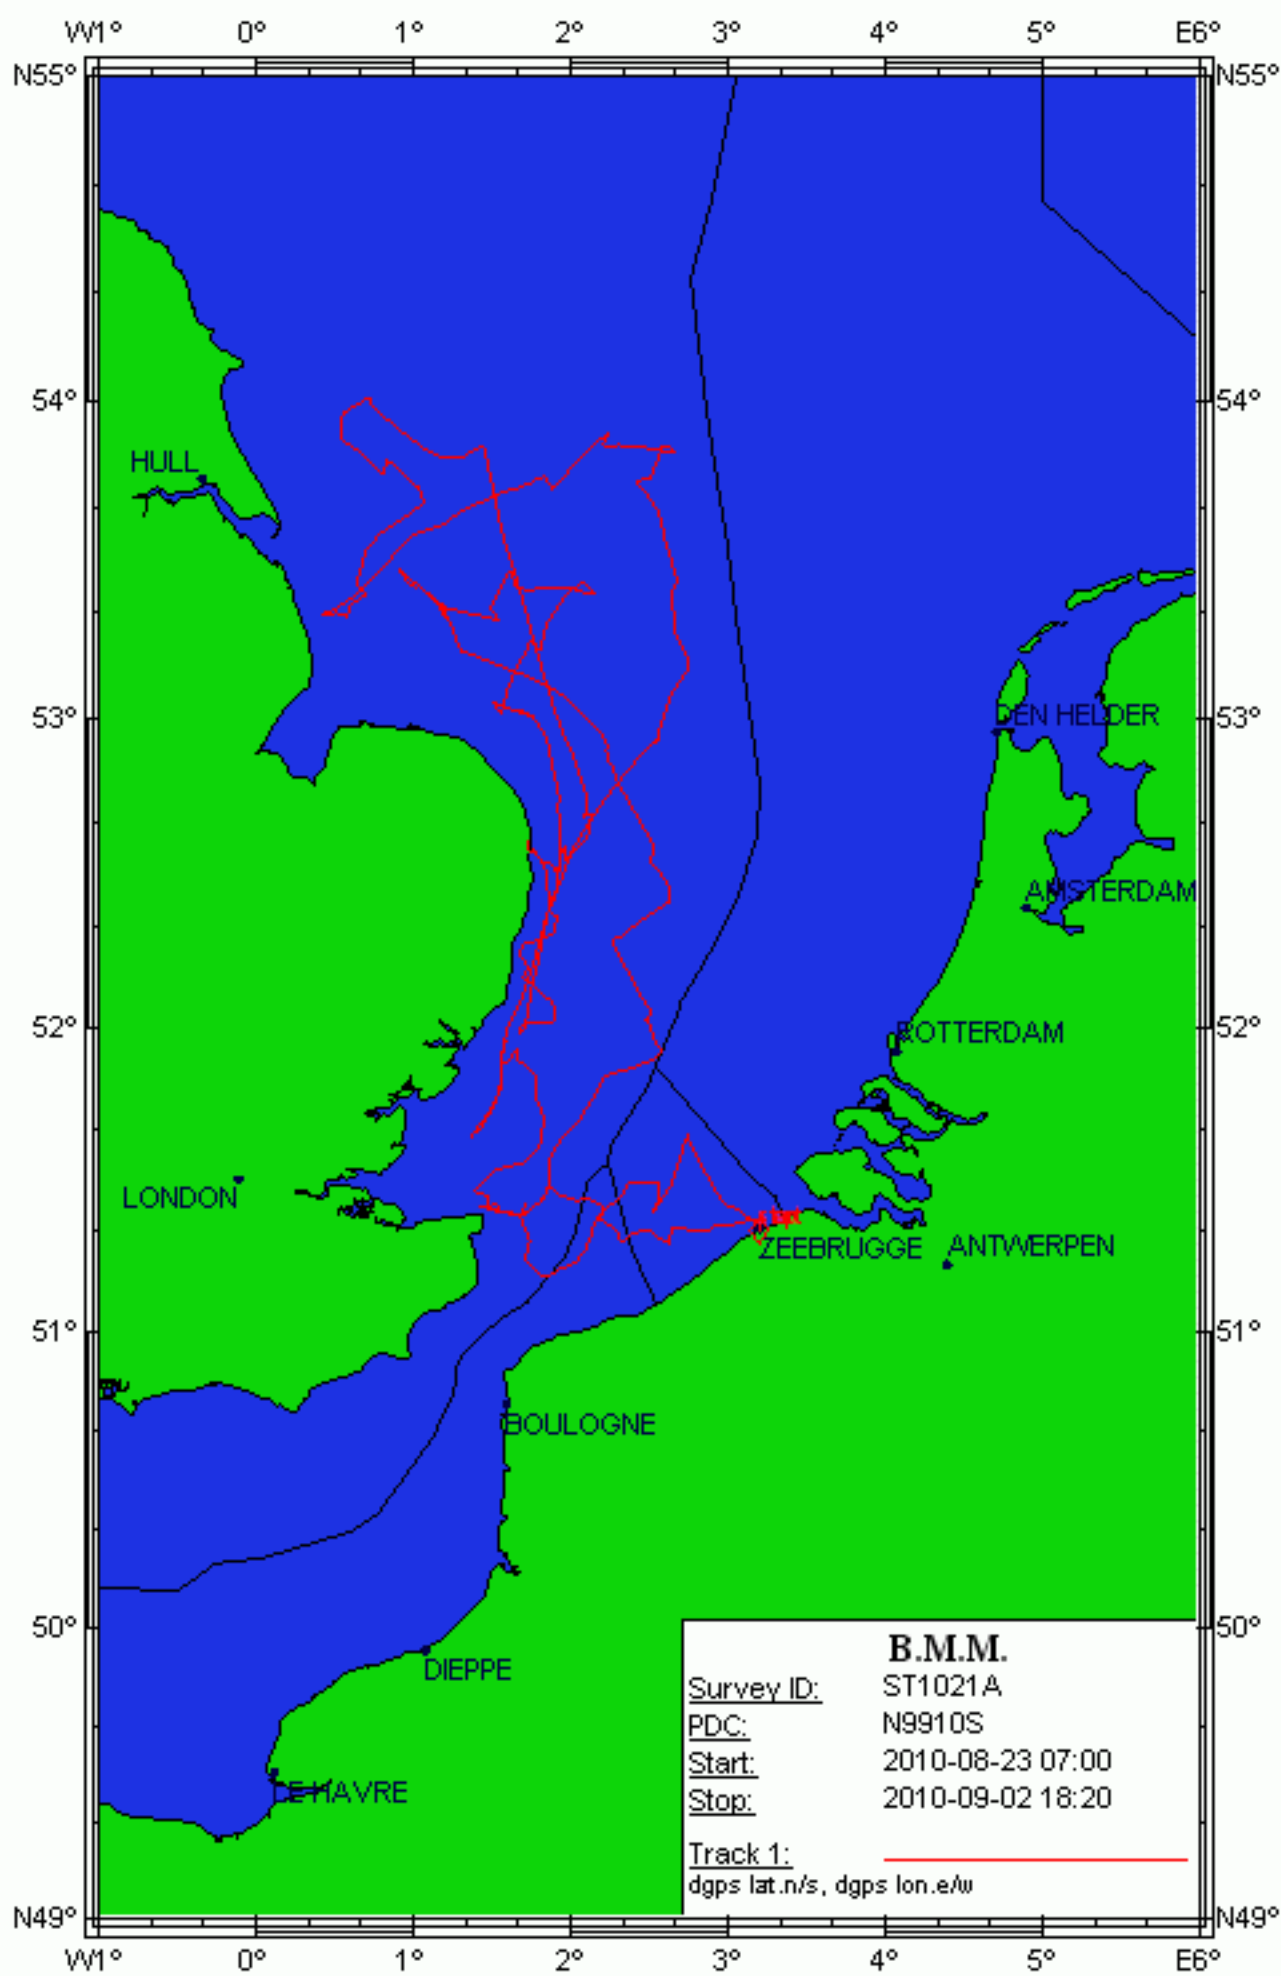 W1° 0° 1° 2° 3° 4° 5° E6°
N55° N55°
54° 54°
HULL
53° 53°
DEN HELDER
AMSTERDAM
52° 52°
ROTTERDAM
LONDON
ZEEBRUGGE ANTWERPEN
51° 51°
BOULOGNE
50° 50°
B.M.M.
DIEPPE
Survey ID: ST1021A
PDC: N9910S
Start: 2010-08-23 07:00
LE HAVRE
Stop: 2010-09-02 18:20
Track 1:
dgps lat.n/s, dgps lon.e/w
N49° N49°
W1° 0° 1° 2° 3° 4° 5° E6°